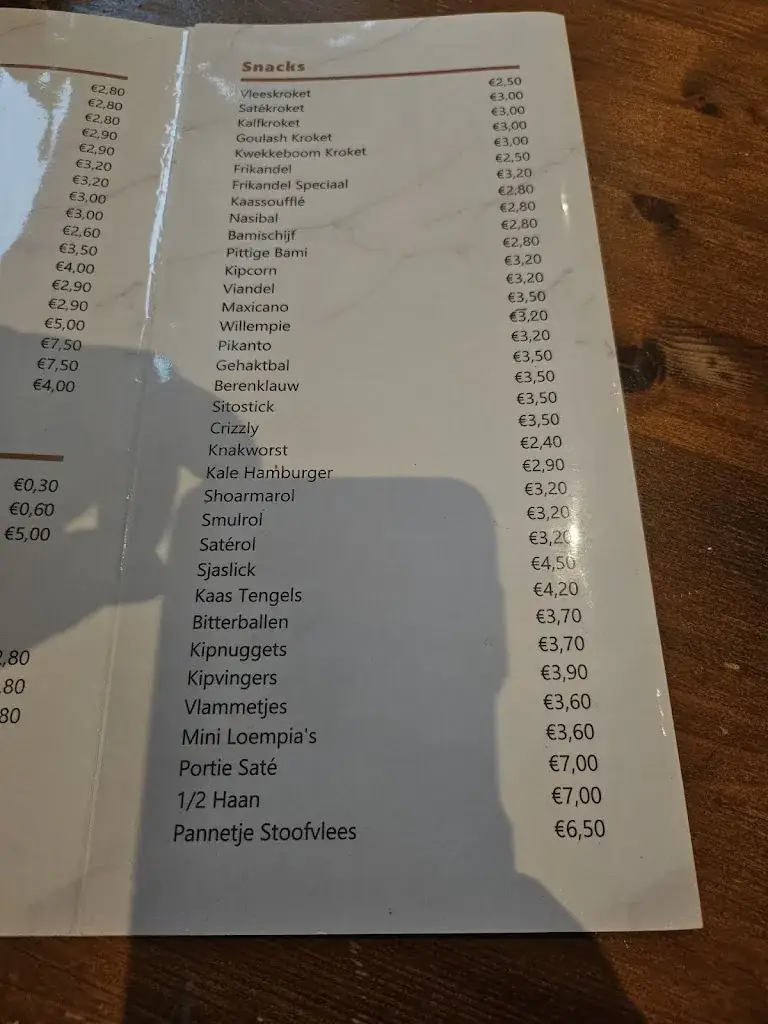 €2,80
€2,80
€2,80
€2,90
€2,90
€3,20
€3,20
€3,00
€3,00
€2,60
€3,50
€4,00
€2,90
€2,90
€5,00
€7,50
€7,50
€4,00
€0,30
€0,60
€5,00
,80
,80
80
Snacks
Vleeskroket €2,50
Satékroket €3,00
Kalfkroket €3,00
Goulash Kroket €3,00
Kwekkeboom Kroket €3,00
Frikandel €2,50
Frikandel Speciaal €3,20
Kaassoufflé €2,80
Nasibal €2,80
Bamischijf €2,80
Pittige Bami €2,80
Kipcorn €3,20
Viandel €3,20
Maxicano €3,50
Willempie €3,20
Pikanto €3,20
Gehaktbal €3,50
Berenklauw €3,50
Sitostick €3,50
Crizzly €3,50
Knakworst €2,40
Kale Hamburger €2,90
Shoarmarol €3,20
Smulrol €3,20
Satérol €3,20
Sjaslick €4,50
Kaas Tengels €4,20
Bitterballen €3,70
Kipnuggets €3,70
Kipvingers €3,90
Vlammetjes €3,60
Mini Loempia's €3,60
Portie Saté €7,00
1/2 Haan €7,00
Pannetje Stoofvlees €6,50